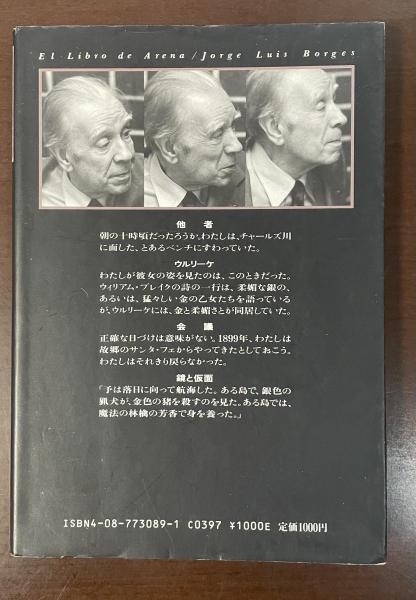 El Libro de Arena / Jorge Luis Borges
他者
朝の十時頃だったろうか。わたしは、チャールズ川
に面した、とあるベンチにすわっていた。
ウルリーケ
わたしが彼女の姿を見たのは、このときだった。
ウィリアム・ブレイクの詩の一行は、柔媚な銀の、
あるいは、猛々しい金の乙女たちを語っている
が、ウルリーケには、金と柔媚さとが同居していた。
会議
正確な日づけは意味がない。1899年、わたしは
故郷のサンタ・フェからやってきたとしておこう。
わたしはそれきり戻らなかった。
鏡と仮面
「予は落日に向って航海した。ある島で、銀色の
猟犬が、金色の猪を殺すのを見た。ある島では、
魔法の林檎の芳香で身を養った。」
ISBN4-08-773089-1 C0397 ¥1000E 定価1000円